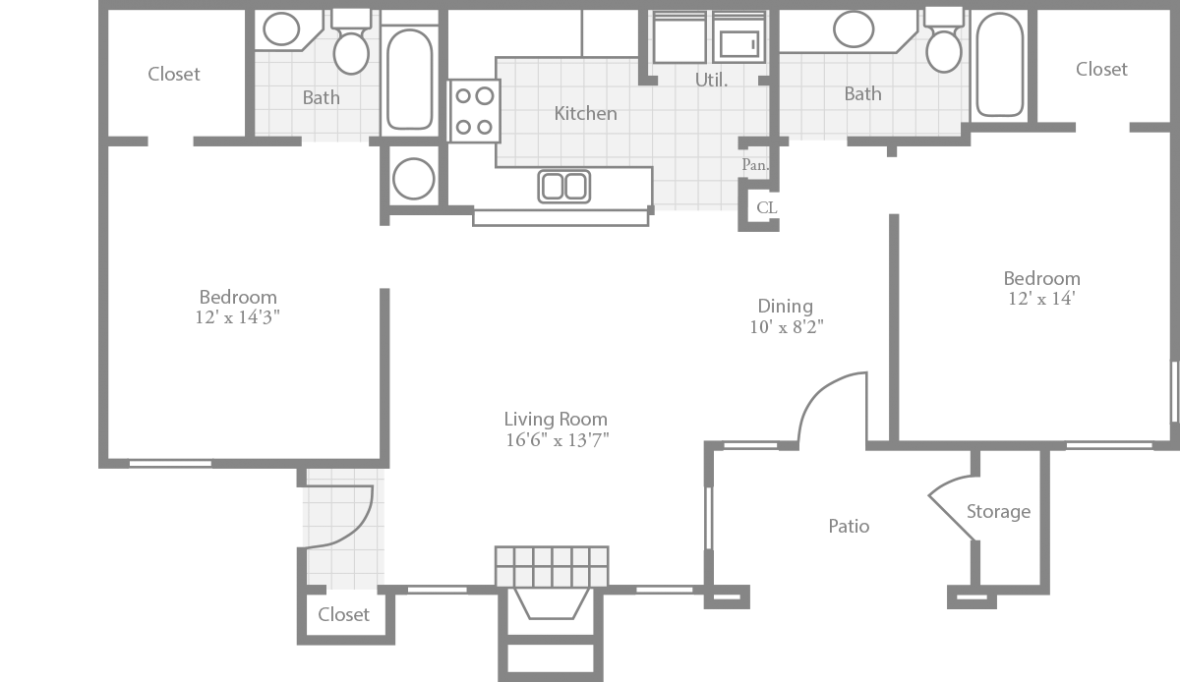 Closet
Bath
Kitchen
Util.
Bath
Closet
Pan.
CL
Bedroom
12' x 14'3"
Bedroom
12' x 14'
Dining
10' x 8'2"
Living Room
16'6" x 13'7"
Patio
Storage
Closet